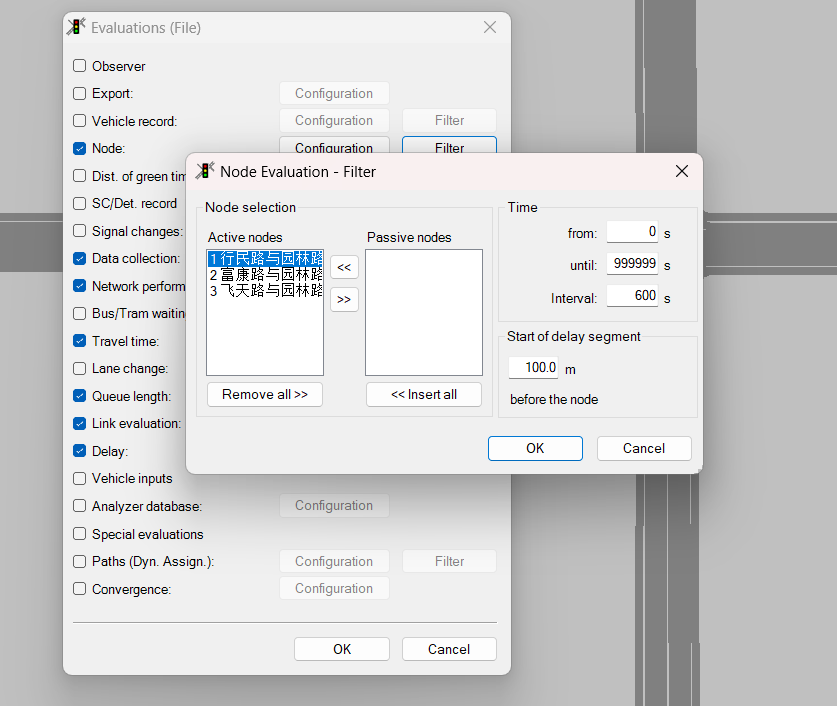 Evaluations (File)
Observer
Export:
Configuration
Vehicle record:
Configuration
Filter
Node:
Configuration
Filter
Dist. of green tim
SC/Det. record
Signal changes:
Data collection:
Network perform
Bus/Tram waitin
Travel time:
Lane change:
Queue length:
Link evaluation:
Delay:
Vehicle inputs
Analyzer database:
Configuration
Special evaluations
Paths (Dyn. Assign.):
Configuration
Filter
Convergence:
Configuration
OK
Cancel
Node Evaluation - Filter
Node selection
Active nodes
Passive nodes
1 行民路与园林路
2 富康路与园林路
3 飞天路与园林路
<<
>>
Remove all >>
<< Insert all
Time
from: 0 s
until: 999999 s
Interval: 600 s
Start of delay segment
100.0 m
before the node
OK
Cancel